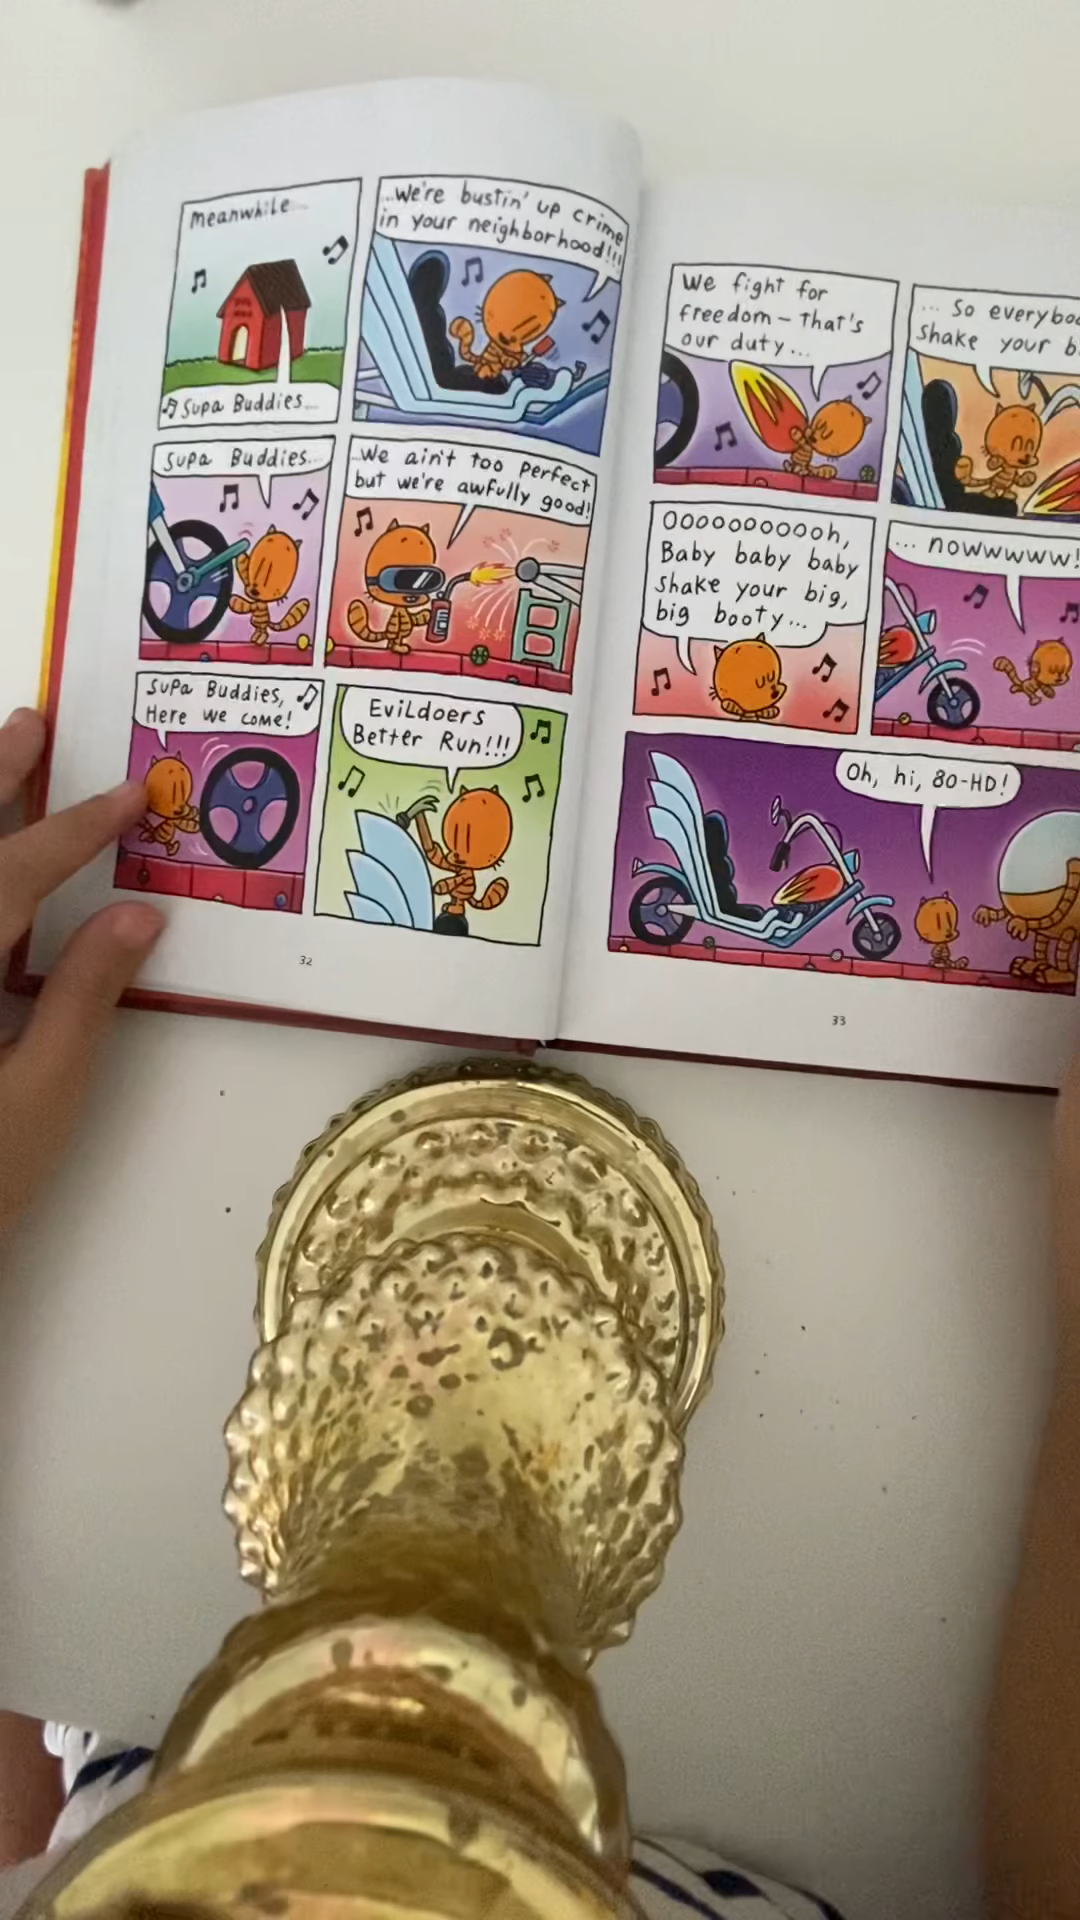 meanwhile...
♫ Supa Buddies...
...We're bustin' up crime
in your neighborhood!!!
Supa Buddies...
...We ain't too perfect
but we're awfully good!
Supa Buddies,
Here we come!
Evildoers
Better Run!!!
32
We fight for
freedom — that's
our duty...
... So
shake your
Oooooooooooh,
Baby baby baby
shake your big,
big booty...
... nowwwww!
Oh, hi, 80-HD!
33